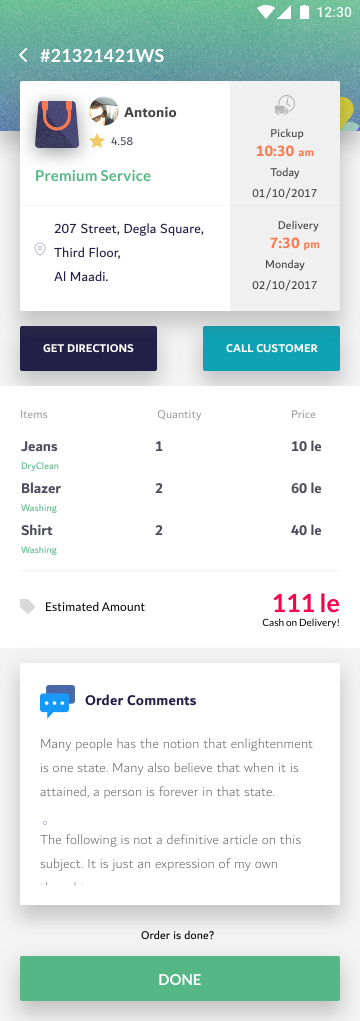 12:30
#21321421WS
Antonio
4.58
Premium Service
Pickup
10:30 am
Today
01/10/2017
207 Street, Degla Square,
Third Floor,
Al Maadi.
Delivery
7:30 pm
Monday
02/10/2017
GET DIRECTIONS
CALL CUSTOMER
Items Quantity Price
Jeans 1 10 le
DryClean
Blazer 2 60 le
Washing
Shirt 2 40 le
Washing
Estimated Amount
111 le
Cash on Delivery!
Order Comments
Many people has the notion that enlightenment
is one state. Many also believe that when it is
attained, a person is forever in that state.
The following is not a definitive article on this
subject. It is just an expression of my own
Order is done?
DONE